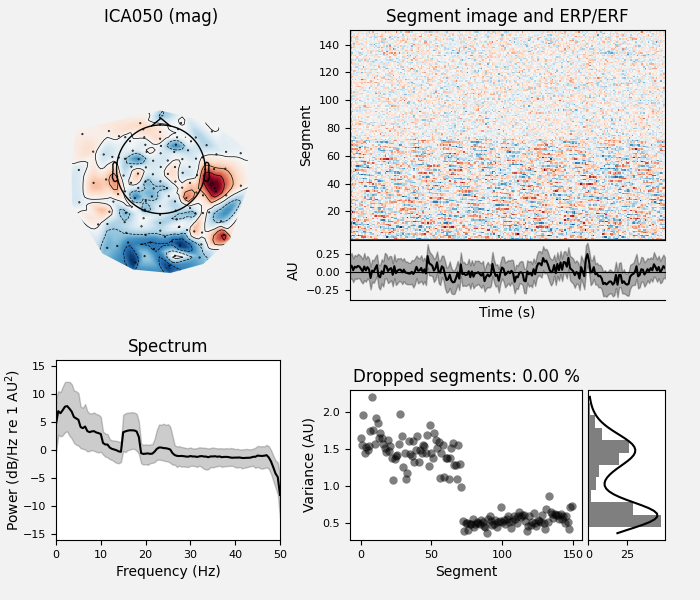 ICA050 (mag)
Segment image and ERP/ERF
Segment
140
120
100
80
60
40
20
AU
0.25
0.00
−0.25
Time (s)
Spectrum
Power (dB/Hz re 1 AU²)
15
10
5
0
−5
−10
−15
0 10 20 30 40 50
Frequency (Hz)
Dropped segments: 0.00 %
Variance (AU)
2.0
1.5
1.0
0.5
0 50 100 150
Segment
0 25